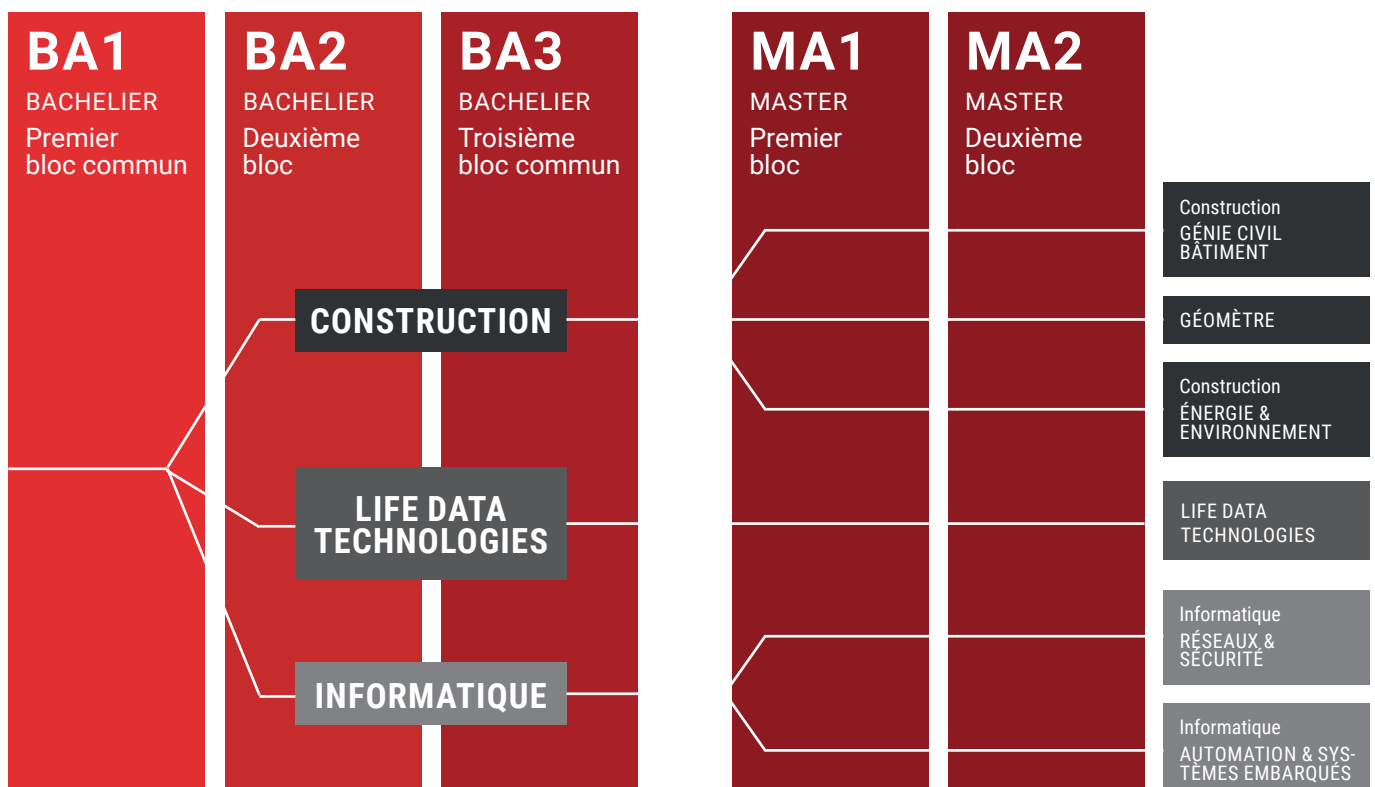 BA1
BACHELIER
Premier
bloc commun
BA2
BACHELIER
Deuxième
bloc
BA3
BACHELIER
Troisième
bloc commun
MA1
MASTER
Premier
bloc
MA2
MASTER
Deuxième
bloc
CONSTRUCTION
LIFE DATA
TECHNOLOGIES
INFORMATIQUE
Construction
GÉNIE CIVIL
BÂTIMENT
GÉOMÈTRE
Construction
ÉNERGIE &
ENVIRONNEMENT
LIFE DATA
TECHNOLOGIES
Informatique
RÉSEAUX &
SÉCURITÉ
Informatique
AUTOMATION & SYS-
TÈMES EMBARQUÉS